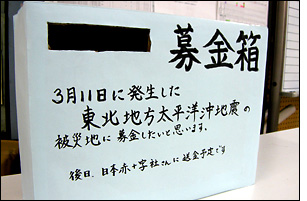 募金箱
3月11日に発生した
東北地方太平洋沖地震の
被災地に募金したいと思います。
後日、日本赤十字社さんに送金予定です